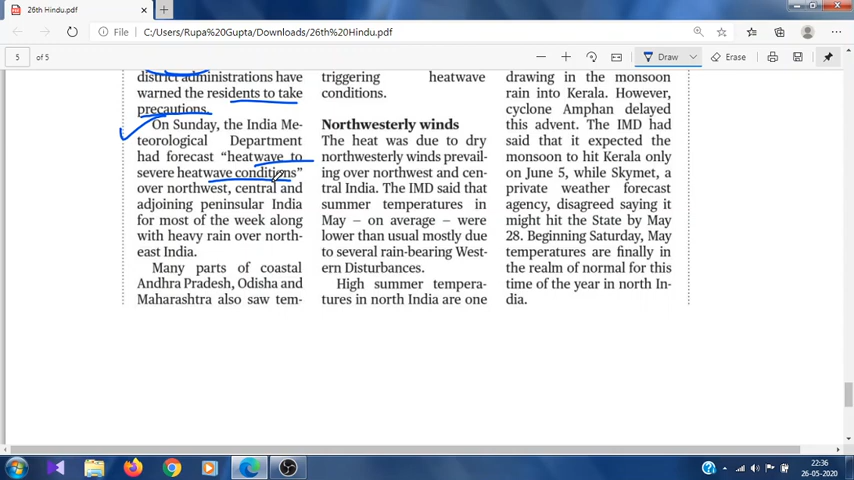 26th Hindu.pdf
File
C:/Users/Rupa%20Gupta/Downloads/26th%20Hindu.pdf
5 of 5
Draw
Erase
district administrations have
warned the residents to take
precautions.
On Sunday, the India Me-
teorological Department
had forecast “heatwave to
severe heatwave conditions”
over northwest, central and
adjoining peninsular India
for most of the week along
with heavy rain over north-
east India.
Many parts of coastal
Andhra Pradesh, Odisha and
Maharashtra also saw tem-
triggering heatwave
conditions.
Northwesterly winds
The heat was due to dry
northwesterly winds prevail-
ing over northwest and cen-
tral India. The IMD said that
summer temperatures in
May – on average – were
lower than usual mostly due
to several rain-bearing West-
ern Disturbances.
High summer tempera-
tures in north India are one
drawing in the monsoon
rain into Kerala. However,
cyclone Amphan delayed
this advent. The IMD had
said that it expected the
monsoon to hit Kerala only
on June 5, while Skymet, a
private weather forecast
agency, disagreed saying it
might hit the State by May
28. Beginning Saturday, May
temperatures are finally in
the realm of normal for this
time of the year in north In-
dia.
22:36
26-05-2020